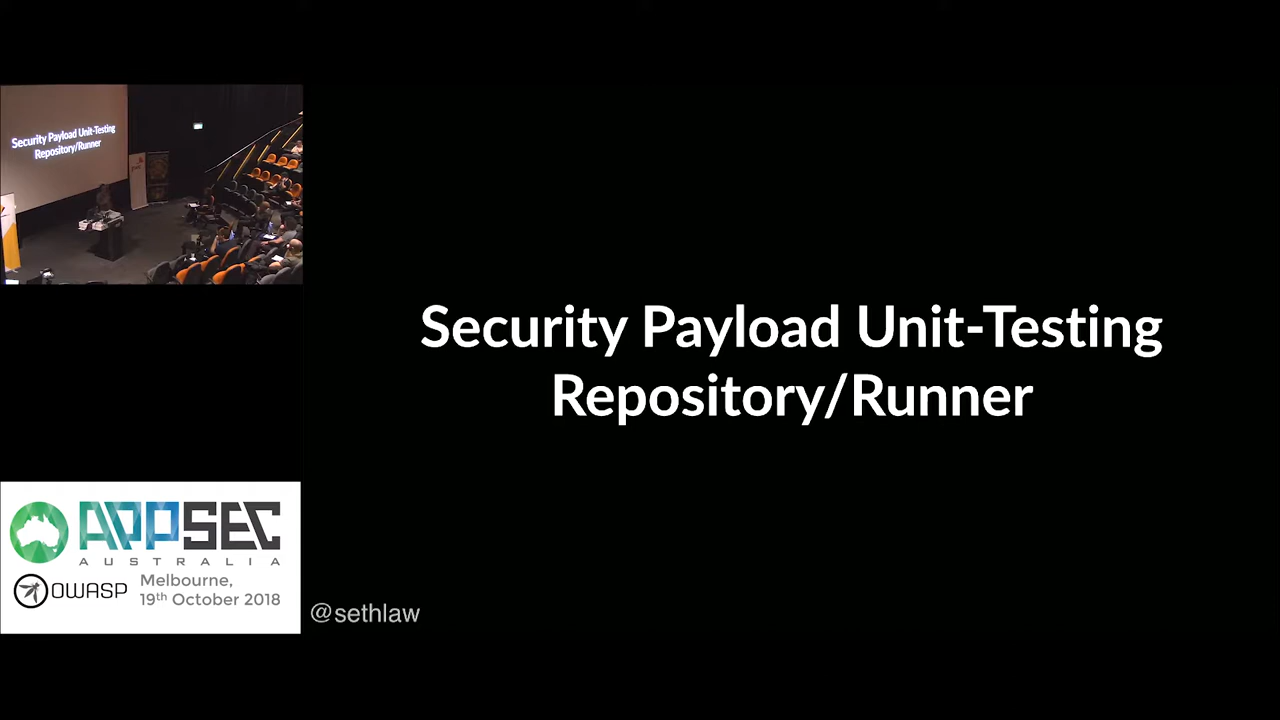 Security Payload Unit-Testing
Repository/Runner
Security Payload Unit-Testing
Repository/Runner
APPSEC
AUSTRALIA
OWASP
Melbourne,
19th October 2018
@sethlaw